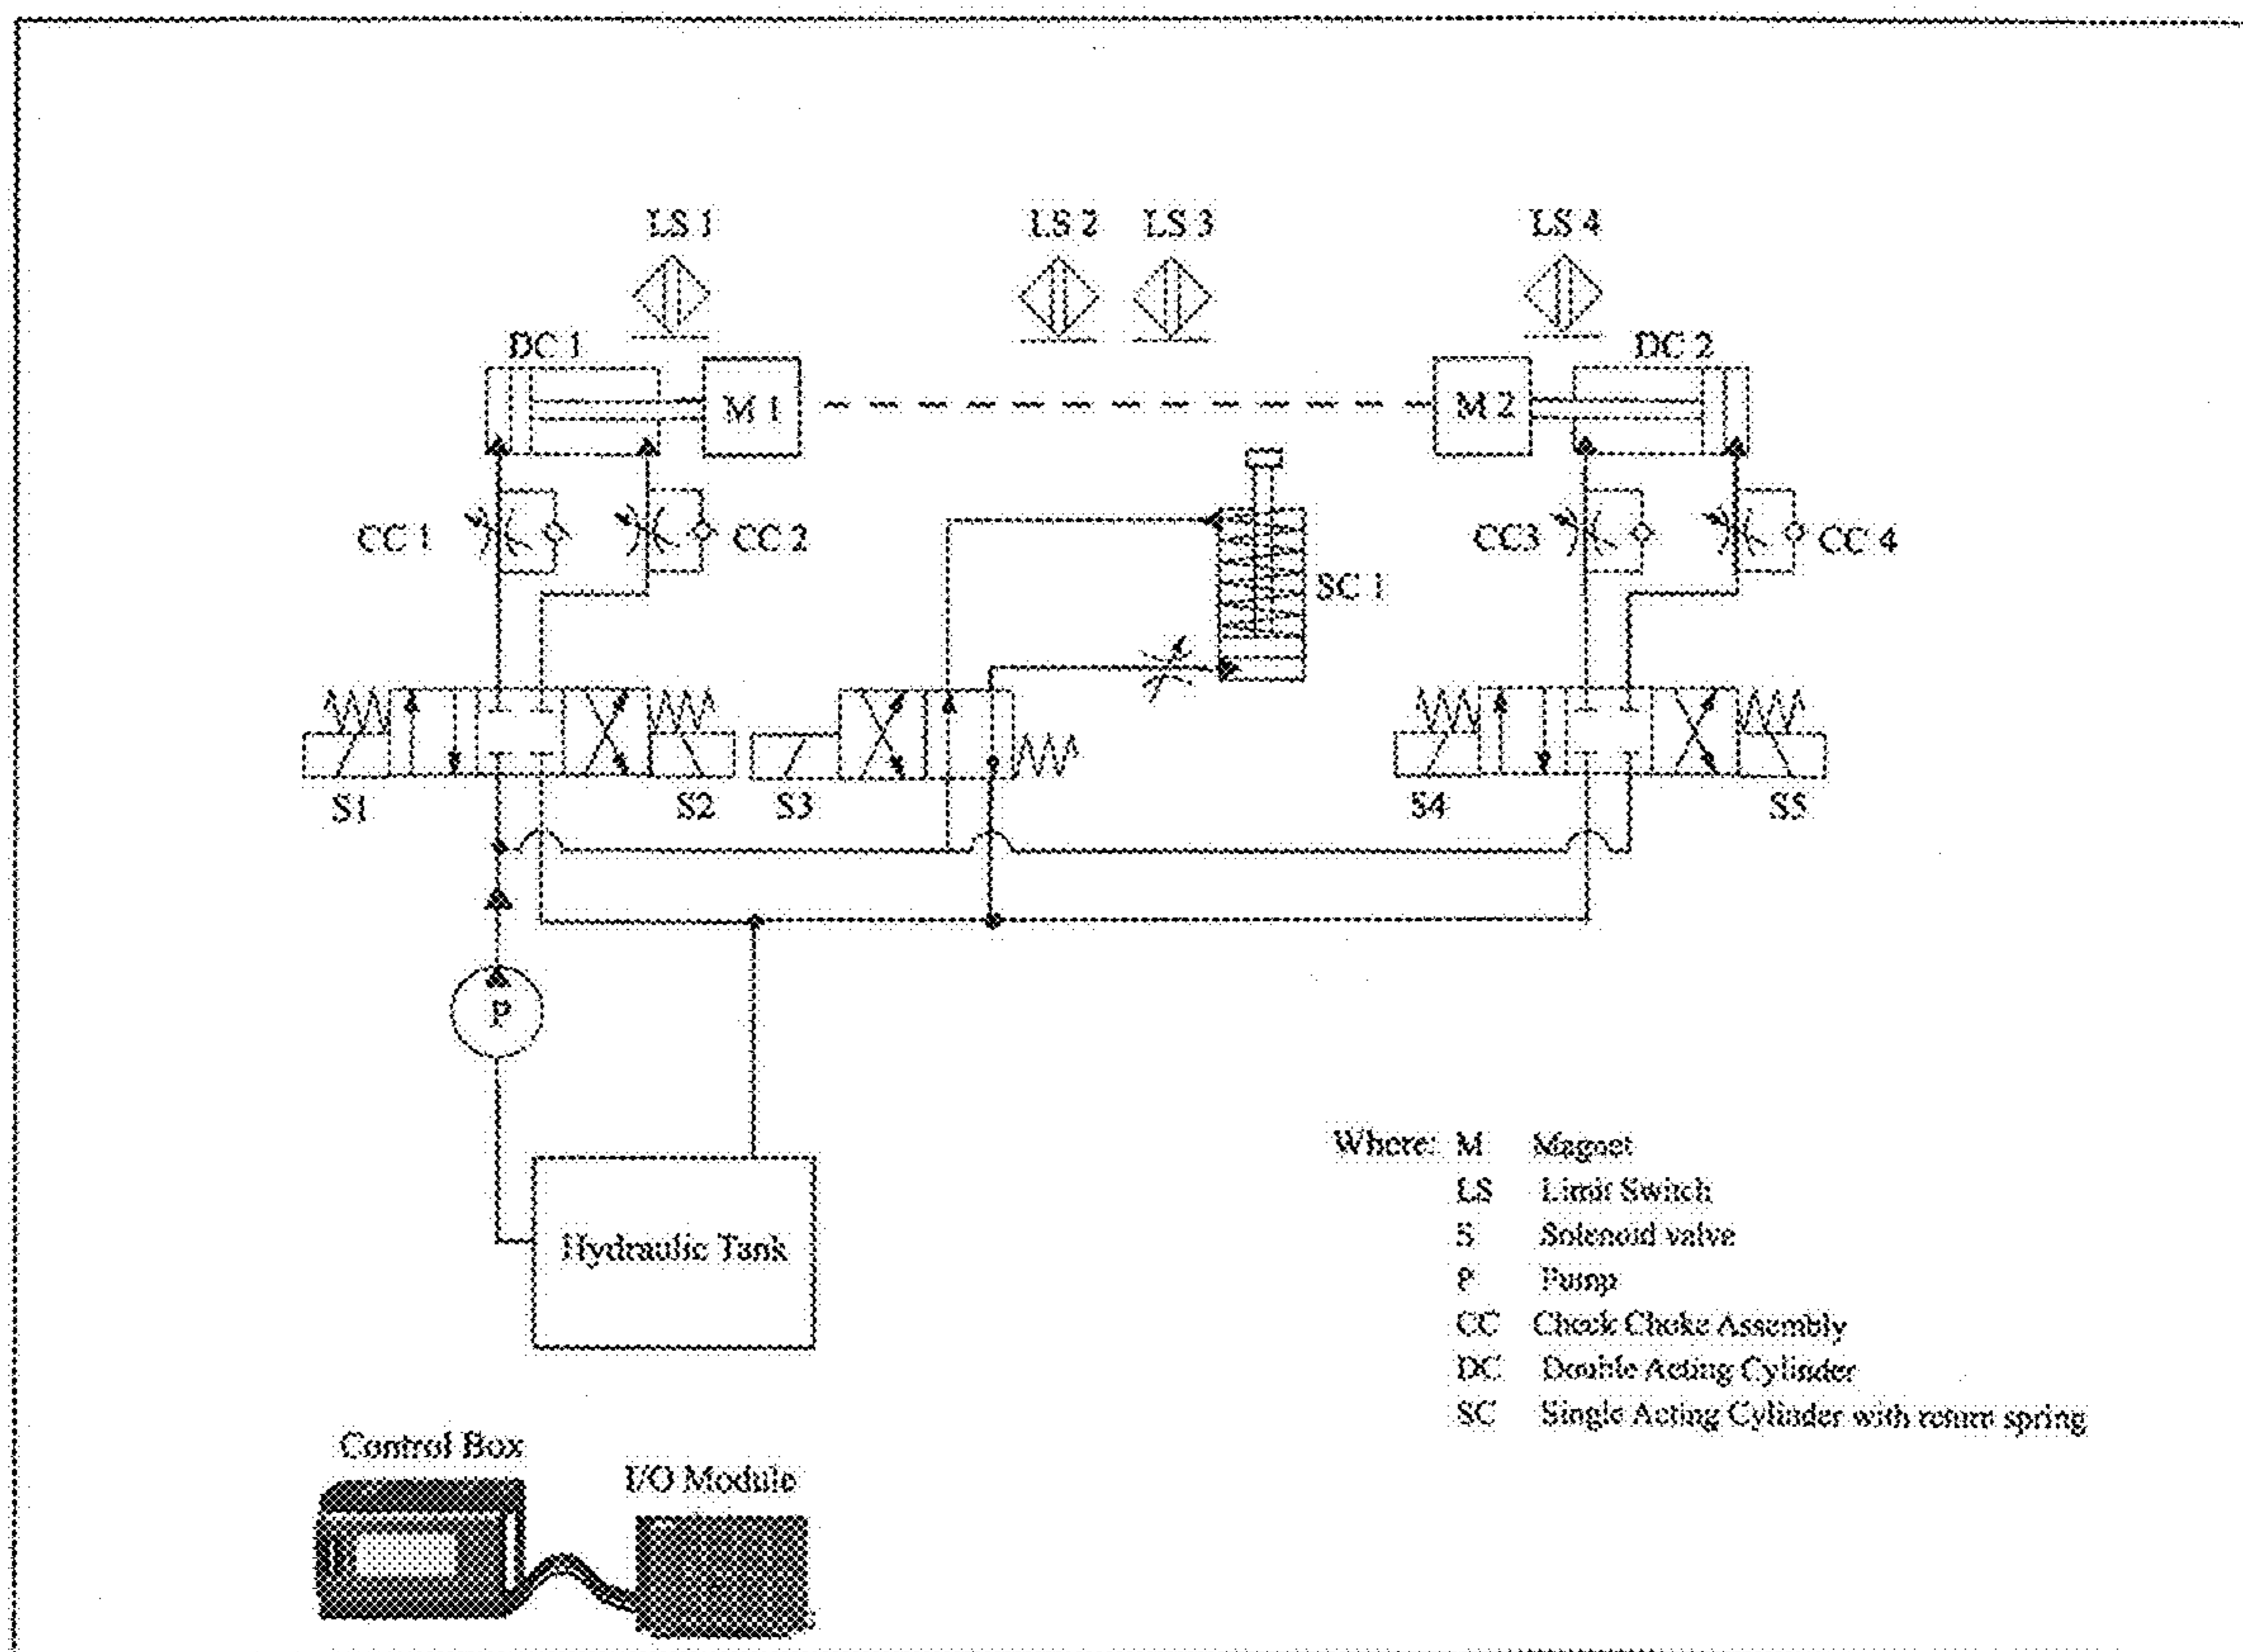 LS 1
LS 2
LS 3
LS 4
DC 1
DC 2
M 1
M 2
CC 1
CC 2
CC3
CC 4
SC 1
S1
S2
S3
S4
S5
P
Hydraulic Tank
Where: M Magnet
LS Limit Switch
S Solenoid valve
P Pump
CC Check Choke Assembly
DC Double Acting Cylinder
SC Single Acting Cylinder with return spring
Control Box
I/O Module